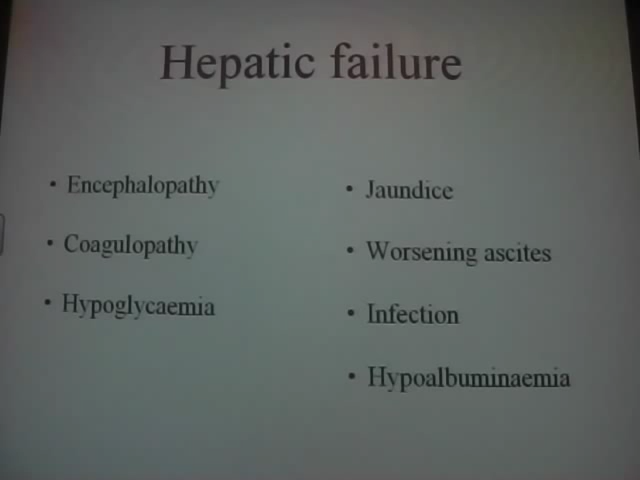 Hepatic failure
• Encephalopathy
• Coagulopathy
• Hypoglycaemia
• Jaundice
• Worsening ascites
• Infection
• Hypoalbuminaemia